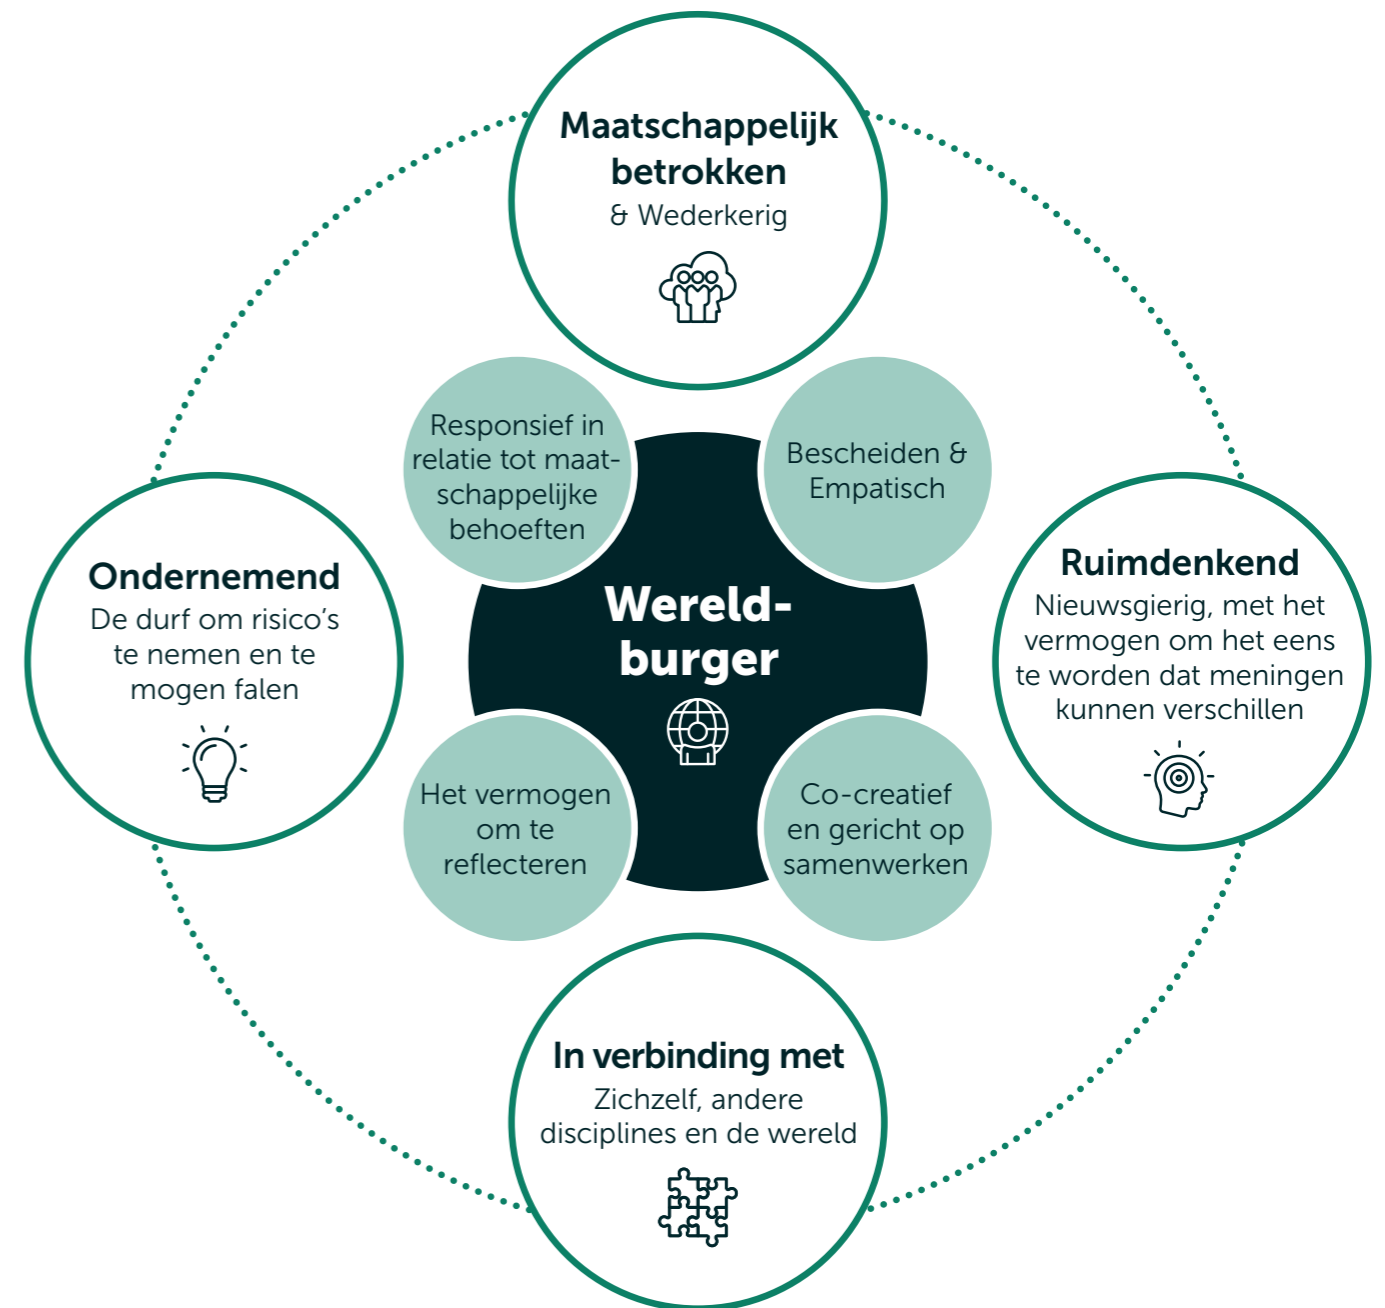 Maatschappelijk
betrokken
& Wederkerig
Responsief in
relatie tot maat-
schappelijke
behoeften
Bescheiden &
Empatisch
Ondernemend
De durf om risico's
te nemen en te
mogen falen
Wereld-
burger
Ruimdenkend
Nieuwsgierig, met het
vermogen om het eens
te worden dat meningen
kunnen verschillen
Het vermogen
om te
reflecteren
Co-creatief
en gericht op
samenwerken
In verbinding met
Zichzelf, andere
disciplines en de wereld